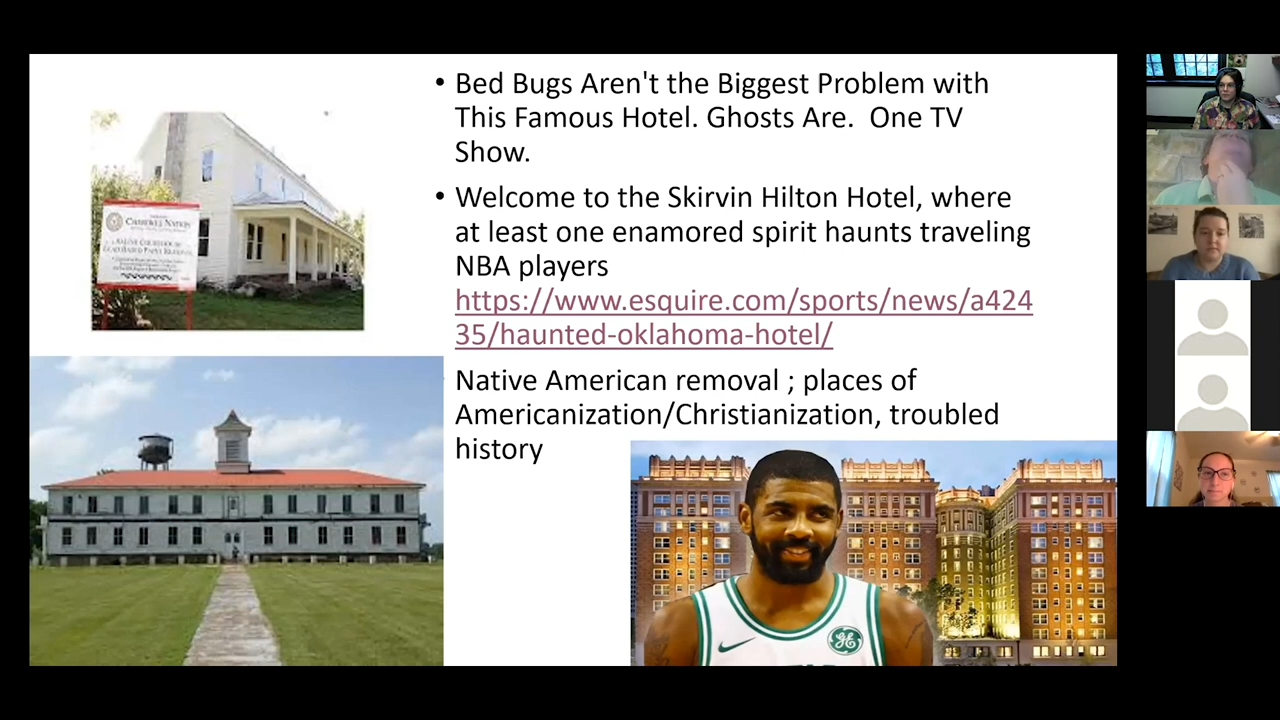 • Bed Bugs Aren't the Biggest Problem with
This Famous Hotel. Ghosts Are.  One TV
Show.
• Welcome to the Skirvin Hilton Hotel, where
at least one enamored spirit haunts traveling
NBA players
https://www.esquire.com/sports/news/a424
35/haunted-oklahoma-hotel/
Native American removal ; places of
Americanization/Christianization, troubled
history
CHEROKEE NATION
GE